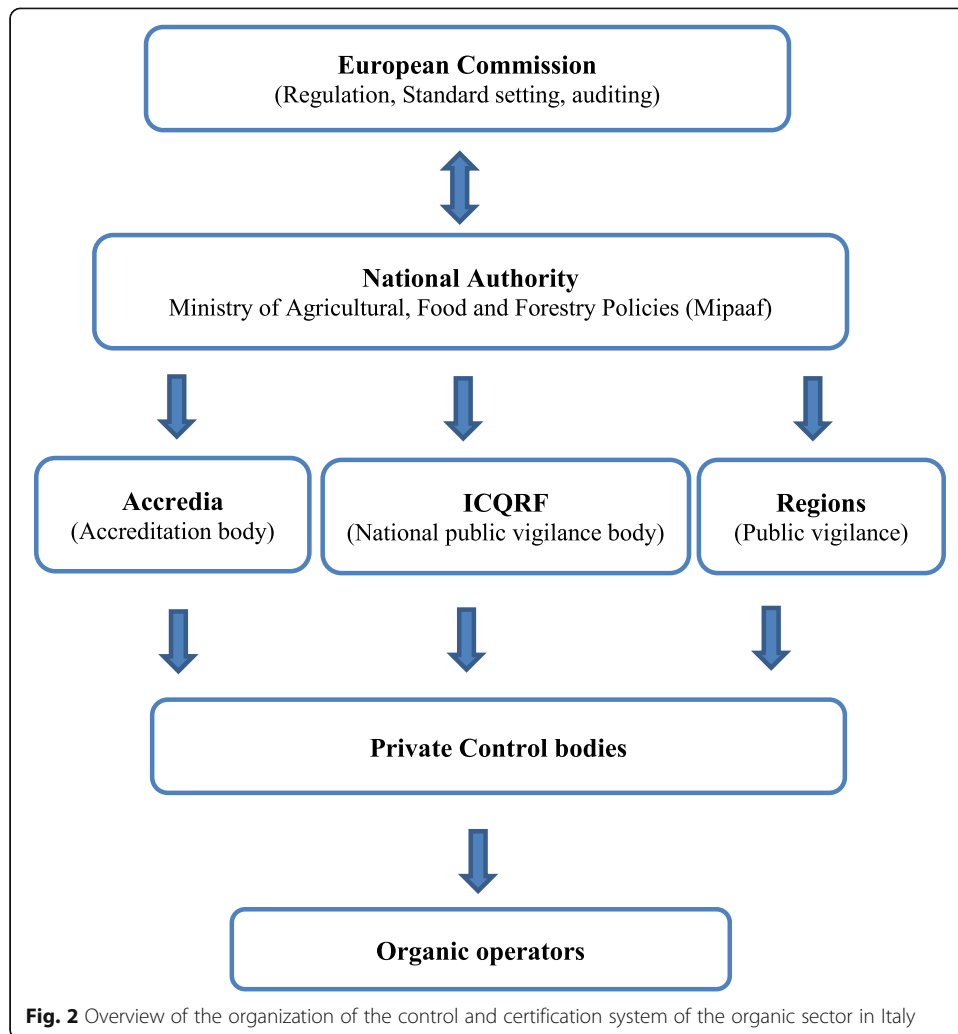 European Commission
(Regulation, Standard setting, auditing)
National Authority
Ministry of Agricultural, Food and Forestry Policies (Mipaaf)
Accredia
(Accreditation body)
ICQRF
(National public vigilance body)
Regions
(Public vigilance)
Private Control bodies
Organic operators
Fig. 2 Overview of the organization of the control and certification system of the organic sector in Italy